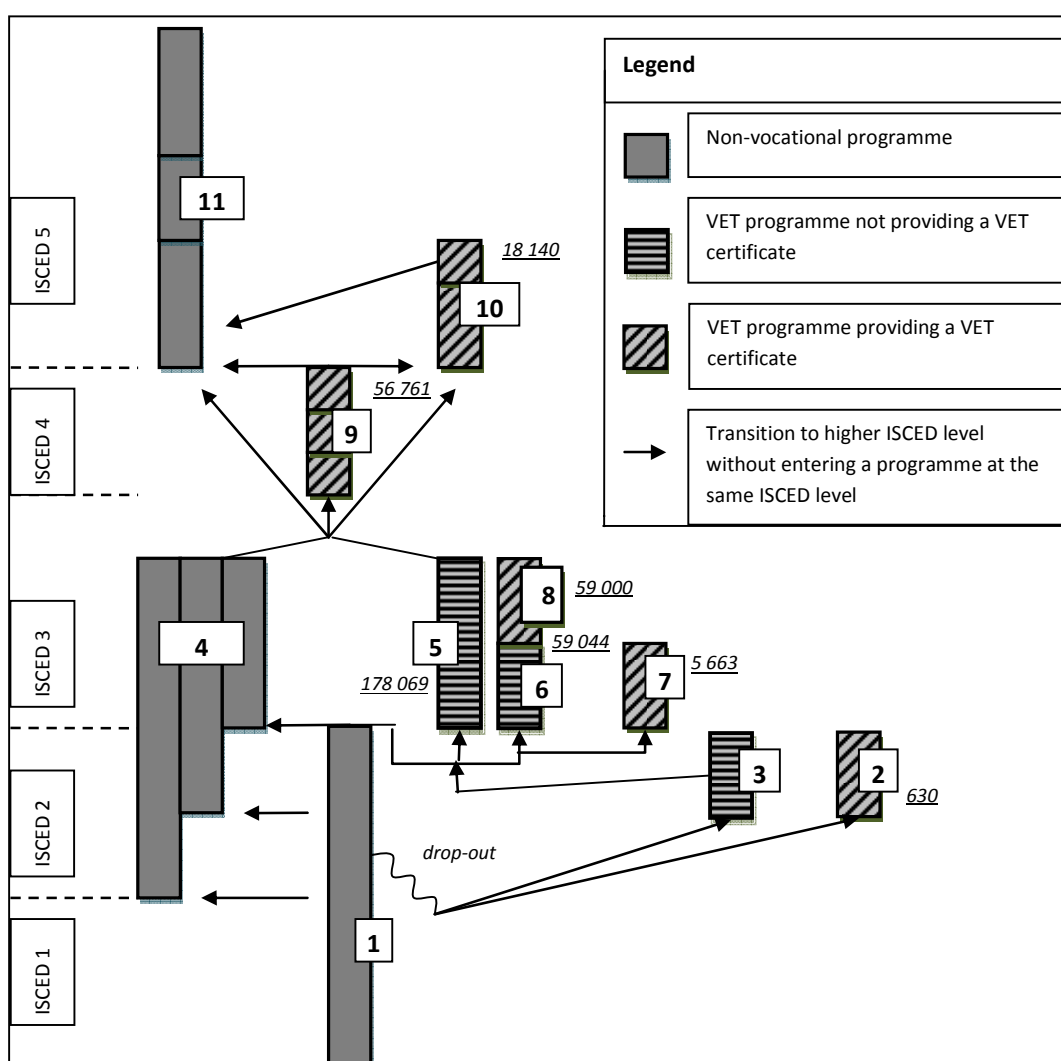 Legend
Non-vocational programme
VET programme not providing a VET
certificate
VET programme providing a VET
certificate
Transition to higher ISCED level
without entering a programme at the
same ISCED level
ISCED 5
11
18 140
10
ISCED 4
56 761
9
ISCED 3
4
5
178 069
8
59 000
59 044
6
7
5 663
ISCED 2
3
2
630
drop-out
ISCED 1
1